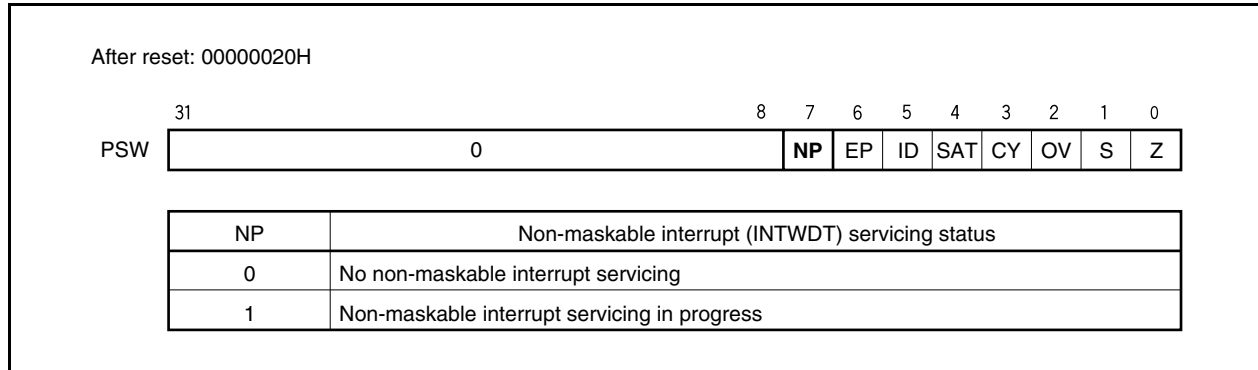 After reset: 00000020H
31 8 7 6 5 4 3 2 1 0
PSW 0 NP EP ID SAT CY OV S Z
NP Non-maskable interrupt (INTWDT) servicing status
0 No non-maskable interrupt servicing
1 Non-maskable interrupt servicing in progress